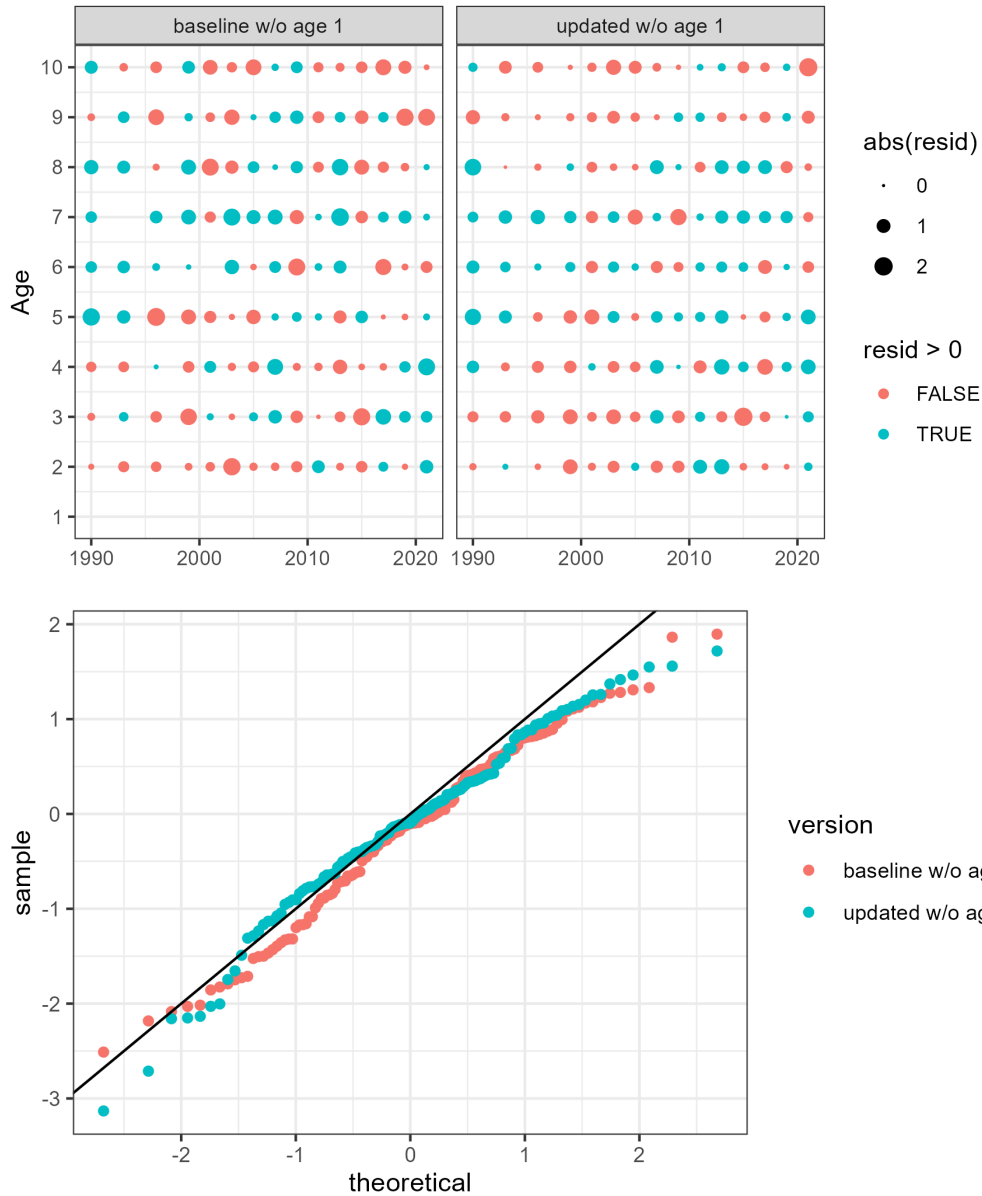 baseline w/o age 1
updated w/o age 1
Age
10
9
8
7
6
5
4
3
2
1
1990
2000
2010
2020
1990
2000
2010
2020
abs(resid)
0
1
2
resid > 0
FALSE
TRUE
sample
2
1
0
-1
-2
-3
-2
-1
0
1
2
theoretical
version
baseline w/o
updated w/o